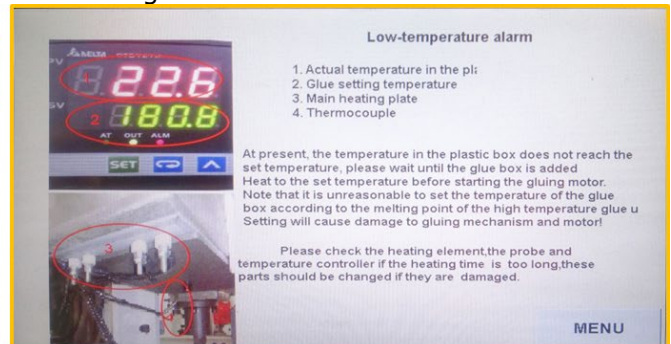 Low-temperature alarm
1. Actual temperature in the
2. Glue setting temperature
3. Main heating plate
4. Thermocouple
PV
8.22.6
SV
180.8
1
2
AT OUT ALM
SET
At present, the temperature in the plastic box does not reach the
set temperature, please wait until the glue box is added
Heat to the set temperature before starting the gluing motor.
Note that it is unreasonable to set the temperature of the glue
box according to the melting point of the high temperature glue u
Setting will cause damage to gluing mechanism and motor!
3
Please check the heating element,the probe and
temperature controller if the heating time is too long,these
parts should be changed if they are damaged.
MENU